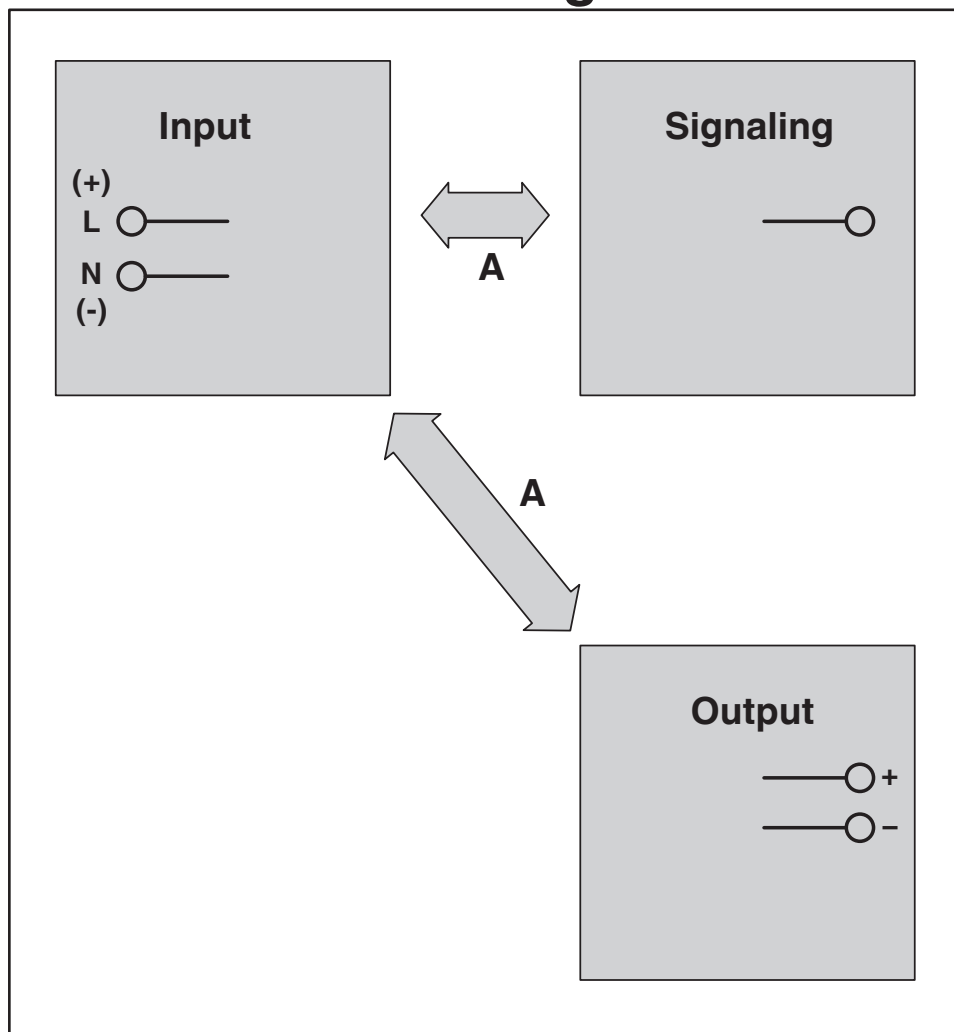 Input
(+)
L
N
(-)
A
Signaling
A
Output
+
–